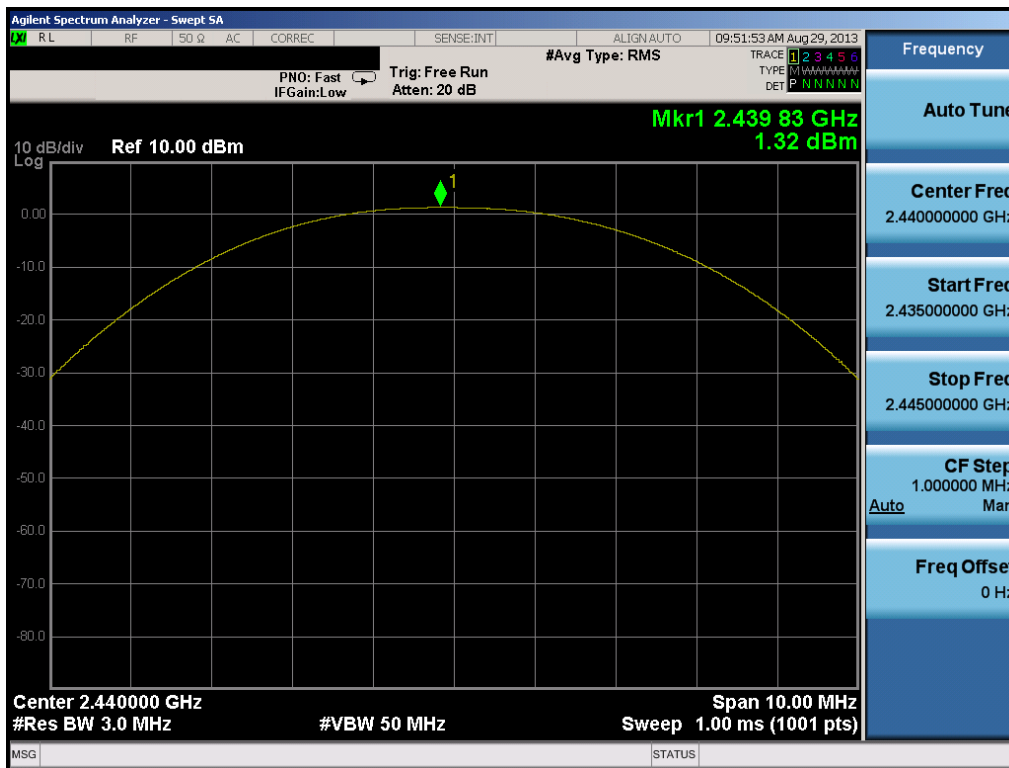 Agilent Spectrum Analyzer - Swept SA
LXI RL RF 50 Ω AC CORREC SENSE:INT ALIGN AUTO 09:51:53 AM Aug 29, 2013
#Avg Type: RMS TRACE 1 2 3 4 5 6
PNO: Fast Trig: Free Run TYPE M WWWWW
IFGain:Low Atten: 20 dB DET P N N N N N
Mkr1 2.439 83 GHz
1.32 dBm
10 dB/div Ref 10.00 dBm
Log
1
0.00
-10.0
-20.0
-30.0
-40.0
-50.0
-60.0
-70.0
-80.0
Center 2.440000 GHz Span 10.00 MHz
#Res BW 3.0 MHz #VBW 50 MHz Sweep 1.00 ms (1001 pts)
MSG STATUS
Frequency
Auto Tune
Center Freq
2.440000000 GHz
Start Freq
2.435000000 GHz
Stop Freq
2.445000000 GHz
CF Step
1.000000 MHz
Auto Man
Freq Offset
0 Hz